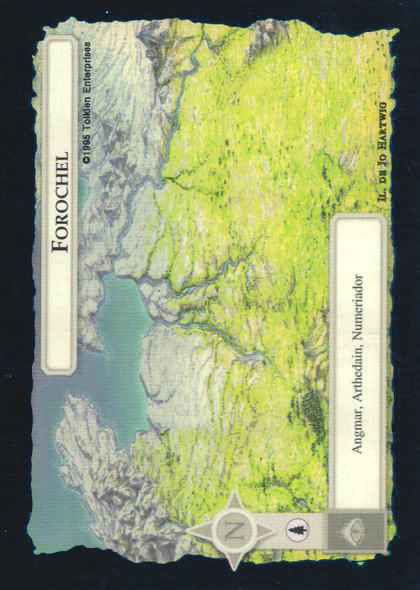 FOROCHEL
©1995 Tolkien Enterprises
IL. DE JO HARTWIG
Angmar, Arthedain, Numeriador
N